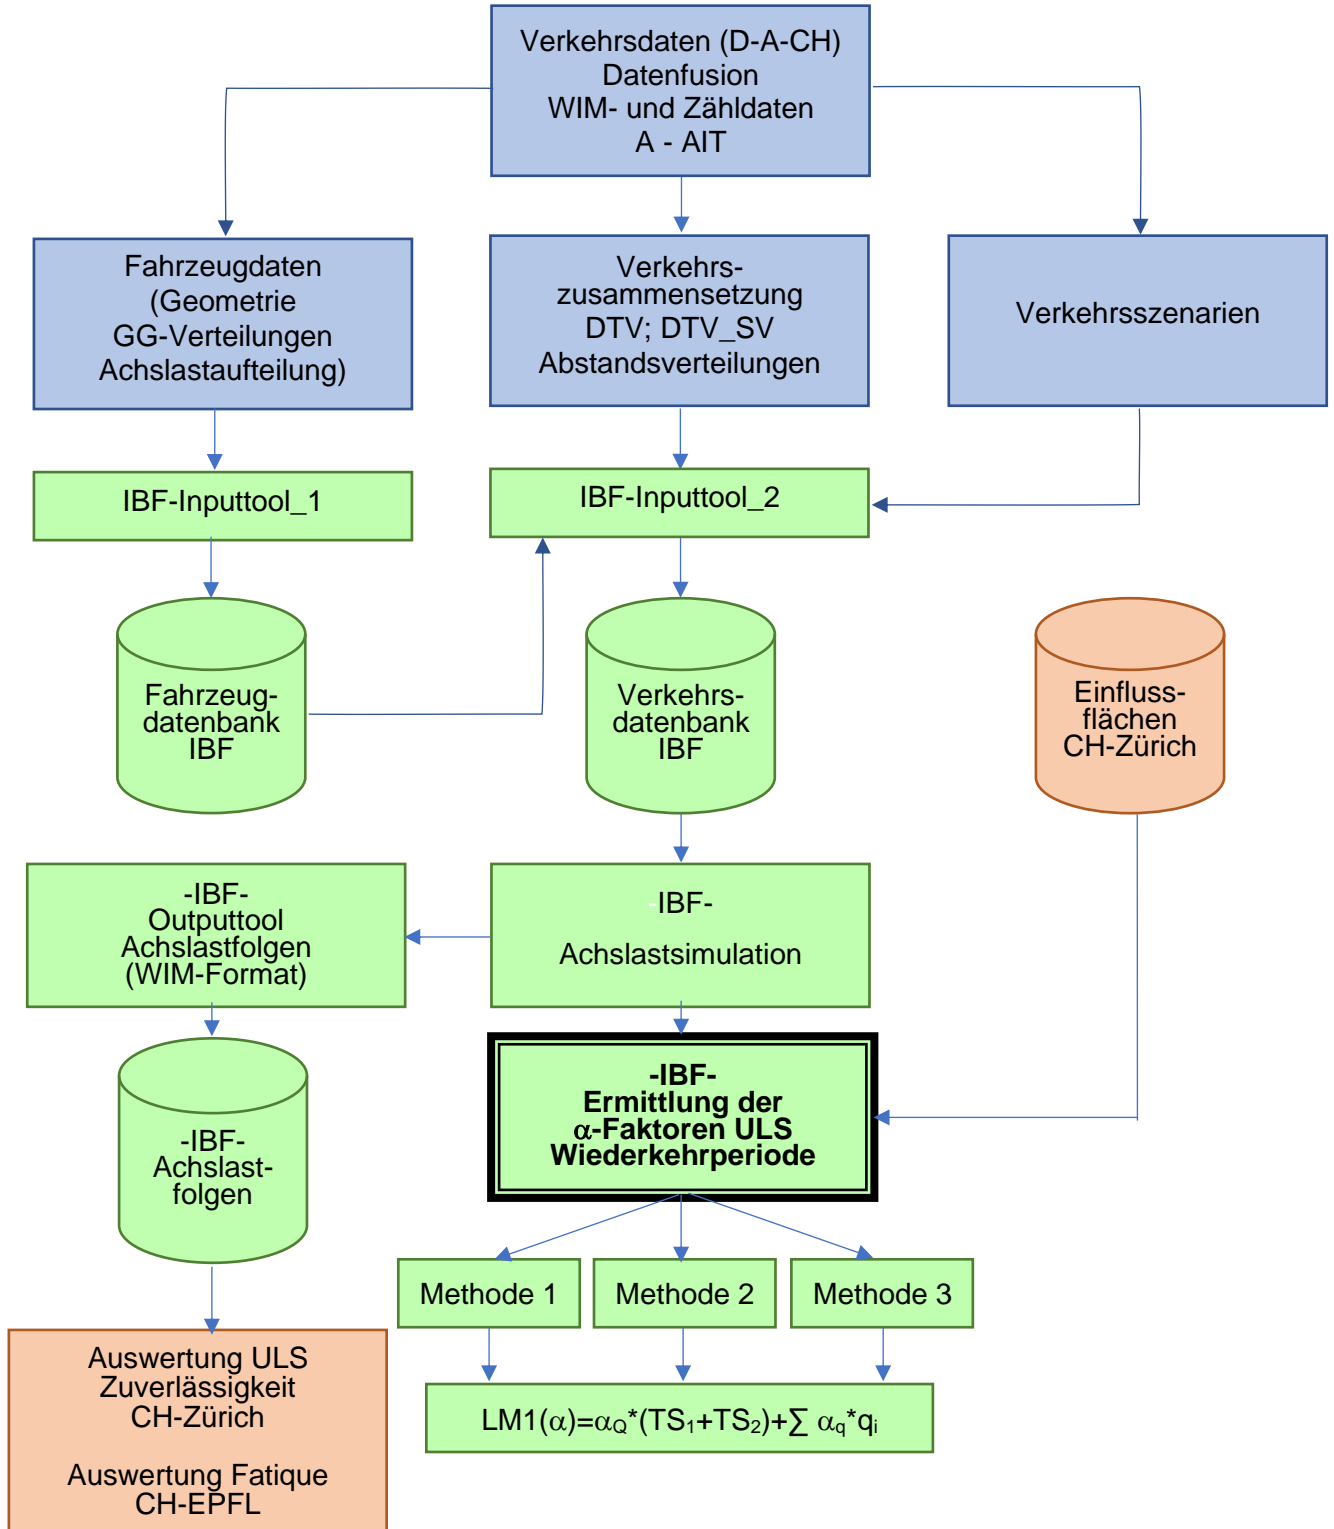 Verkehrsdaten (D-A-CH)
Datenfusion
WIM- und Zähldaten
A - AIT
Fahrzeugdaten
(Geometrie
GG-Verteilungen
Achslastaufteilung)
Verkehrs-
zusammensetzung
DTV; DTV_SV
Abstandsverteilungen
Verkehrsszenarien
IBF-Inputtool_1
IBF-Inputtool_2
Fahrzeug-
datenbank
IBF
Verkehrs-
datenbank
IBF
Einfluss-
flächen
CH-Zürich
-IBF-
Outputtool
Achslastfolgen
(WIM-Format)
-IBF-
Achslastsimulation
-IBF-
Ermittlung der
α-Faktoren ULS
Wiederkehrperiode
-IBF-
Achslast-
folgen
Methode 1
Methode 2
Methode 3
Auswertung ULS
Zuverlässigkeit
CH-Zürich
Auswertung Fatique
CH-EPFL
LM1(α)=α_Q*(TS₁+TS₂)+∑ α_q*q_i